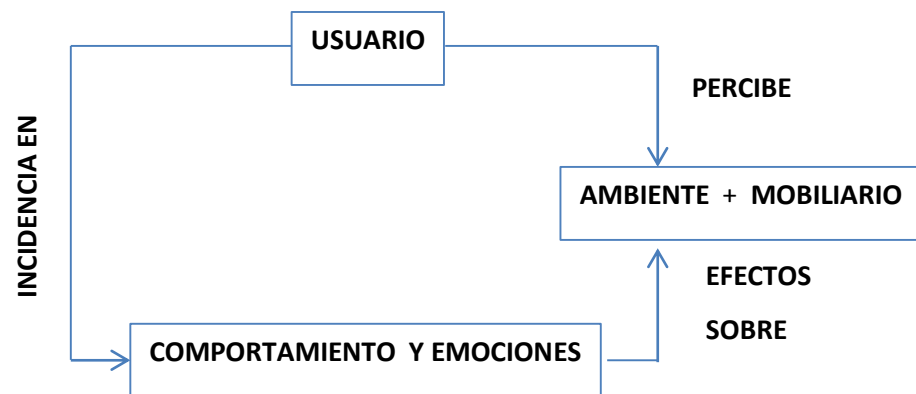 USUARIO
PERCIBE
INCIDENCIA EN
AMBIENTE + MOBILIARIO
EFECTOS
SOBRE
COMPORTAMIENTO Y EMOCIONES